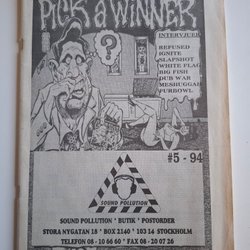 PICK a WINNER
INTERVJUER
REFUSED
IGNITE
SLAPSHOT
WHITE FLAG
BIG FISH
DUB WAR
MESHUGGAH
FURBOWL
?
#5 - 94
SOUND POLLUTION
SOUND POLLUTION * BUTIK * POSTORDER
STORA NYGATAN 18 * BOX 2140 * 103 14 STOCKHOLM
TELEFON 08 - 10 66 60 * FAX 08 - 20 07 26